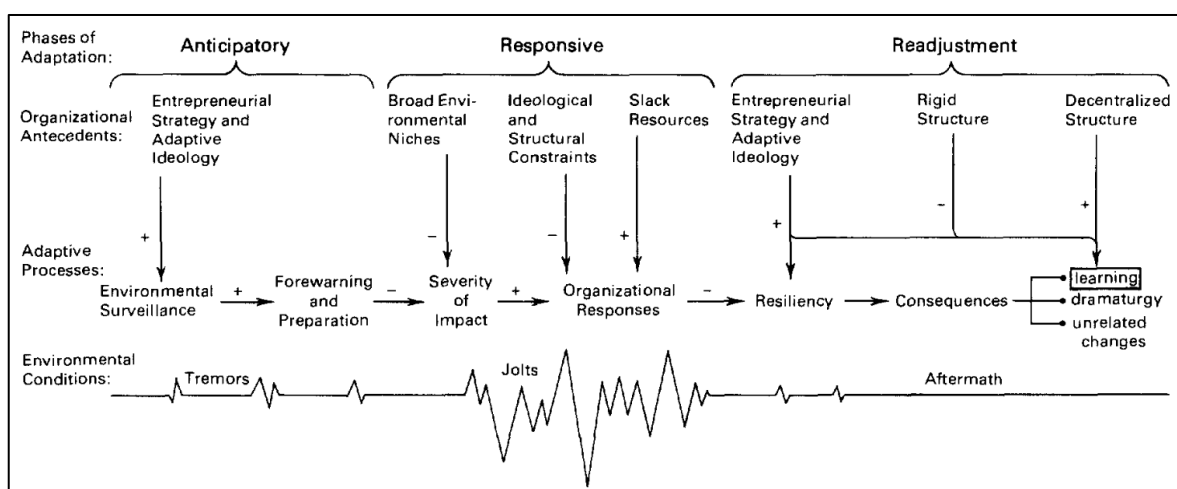 Phases of
Adaptation:
Anticipatory
Responsive
Readjustment
Organizational
Antecedents:
Entrepreneurial
Strategy and
Adaptive
Ideology
Broad Envi-
ronmental
Niches
Ideological
and
Structural
Constraints
Slack
Resources
Entrepreneurial
Strategy and
Adaptive
Ideology
Rigid
Structure
Decentralized
Structure
+
–
–
+
+
–
+
Adaptive
Processes:
Environmental
Surveillance
+
Forewarning
and
Preparation
–
Severity
of
Impact
+
Organizational
Responses
–
Resiliency
Consequences
learning
dramaturgy
unrelated
changes
Environmental
Conditions:
Tremors
Jolts
Aftermath